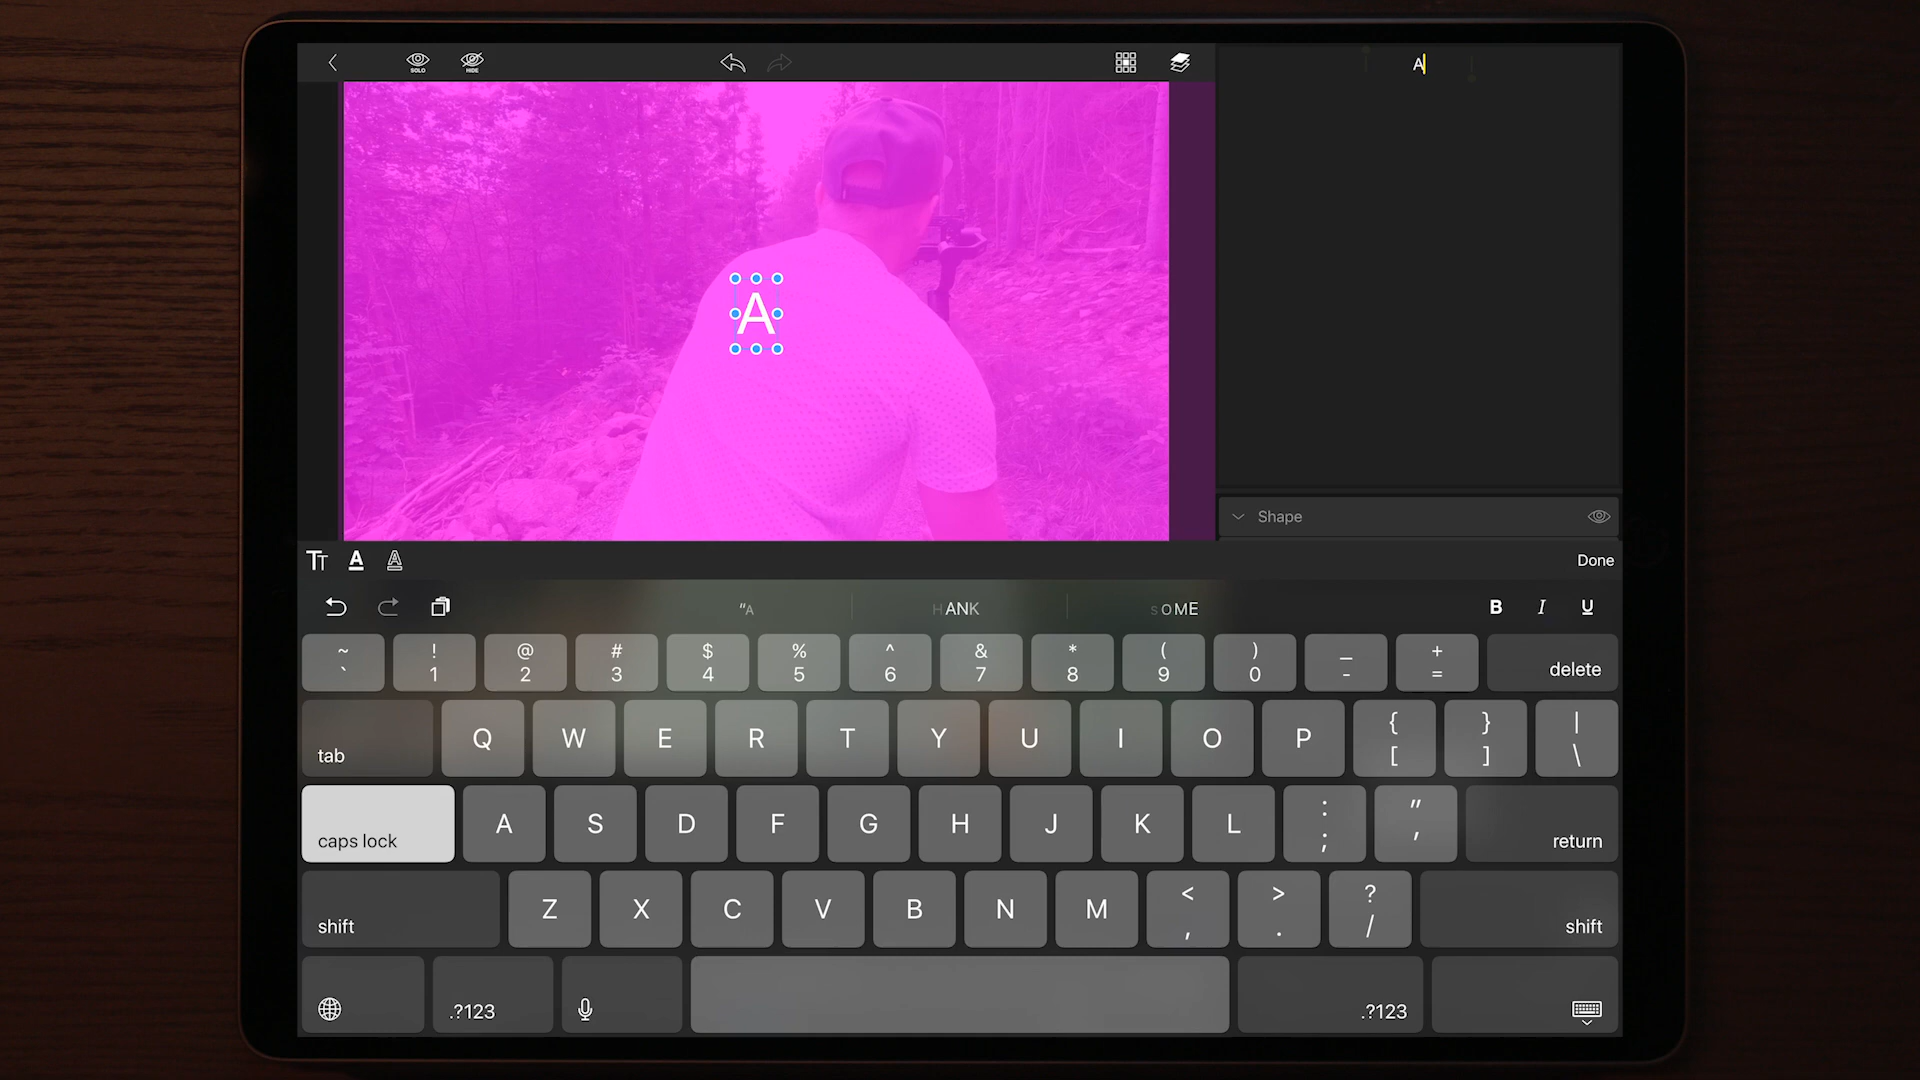 SOLO
HIDE
A
A
Shape
Done
"A
HANK
SOME
B
I
U
~
`
!
1
@
2
#
3
$
4
%
5
^
6
&
7
*
8
(
9
)
0
_
-
+
=
delete
tab
Q
W
E
R
T
Y
U
I
O
P
{
[
}
]
|
\
caps lock
A
S
D
F
G
H
J
K
L
:
;
"
'
return
shift
Z
X
C
V
B
N
M
<
,
>
.
?
/
shift
.?123
.?123